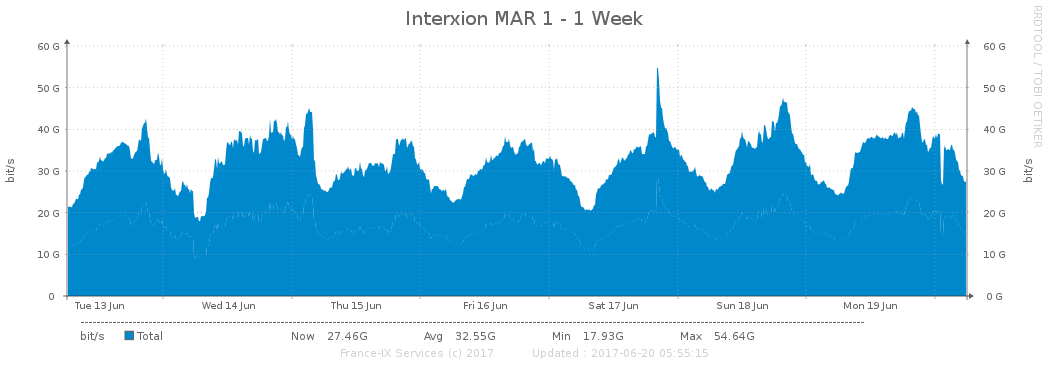 Interxion MAR 1 - 1 Week
RRDTOOL / TOBI OETIKER
bit/s
60 G 60 G
50 G 50 G
40 G 40 G
30 G 30 G
20 G 20 G
10 G 10 G
0 0 G
bit/s
Tue 13 Jun Wed 14 Jun Thu 15 Jun Fri 16 Jun Sat 17 Jun Sun 18 Jun Mon 19 Jun
bit/s Total Now 27.46G Avg 32.55G Min 17.93G Max 54.64G
France-IX Services (c) 2017 Updated : 2017-06-20 05:55:15